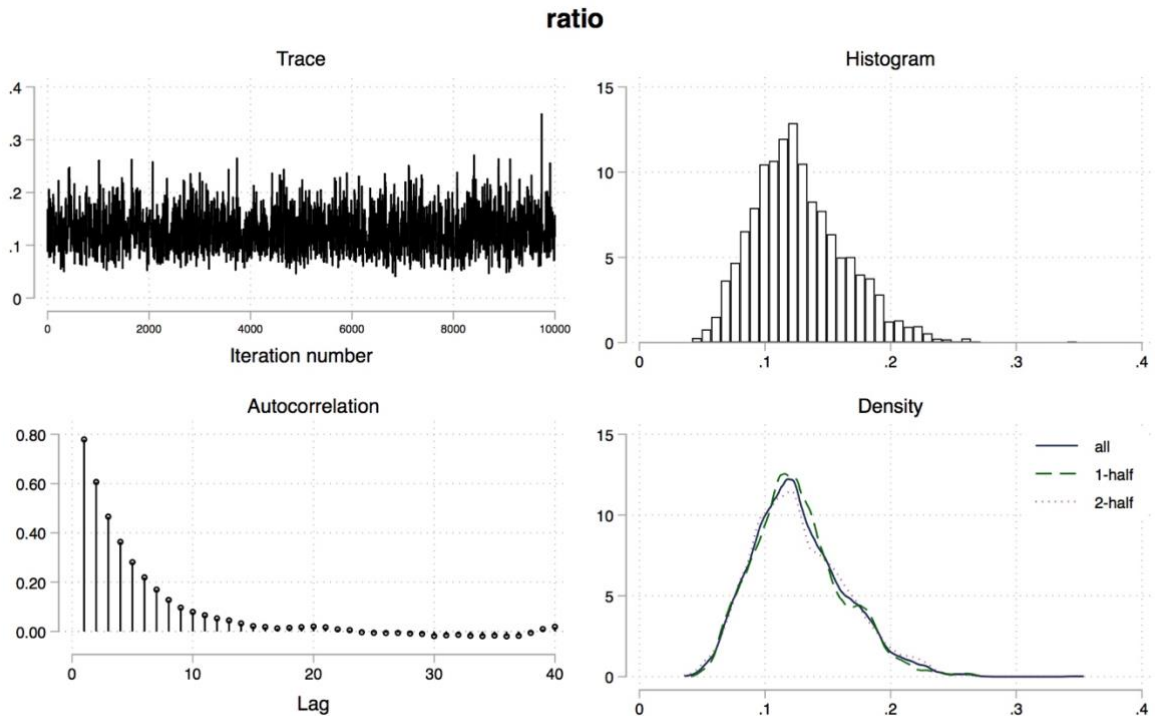 ratio
Trace
.4
.3
.2
.1
0
0 2000 4000 6000 8000 10000
Iteration number
Histogram
15
10
5
0
0 .1 .2 .3 .4
Autocorrelation
0.80
0.60
0.40
0.20
0.00
0 10 20 30 40
Lag
Density
15
10
5
0
all
1-half
2-half
0 .1 .2 .3 .4